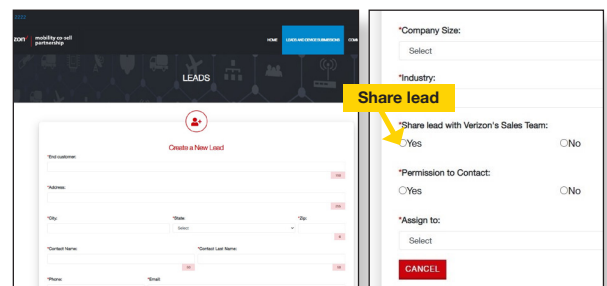 zon
mobility co-sell
partnership
HOME
LEADS AND DEVICE SUBMISSIONS
LEADS
Create a New Lead
*End customer:
*Address:
*City:
*State:
*Zip:
Select
*Contact Name:
*Contact Last Name:
*Phone:
*Email:
*Company Size:
Select
*Industry:
Share lead
*Share lead with Verizon's Sales Team:
Yes
No
*Permission to Contact:
Yes
No
*Assign to:
Select
CANCEL